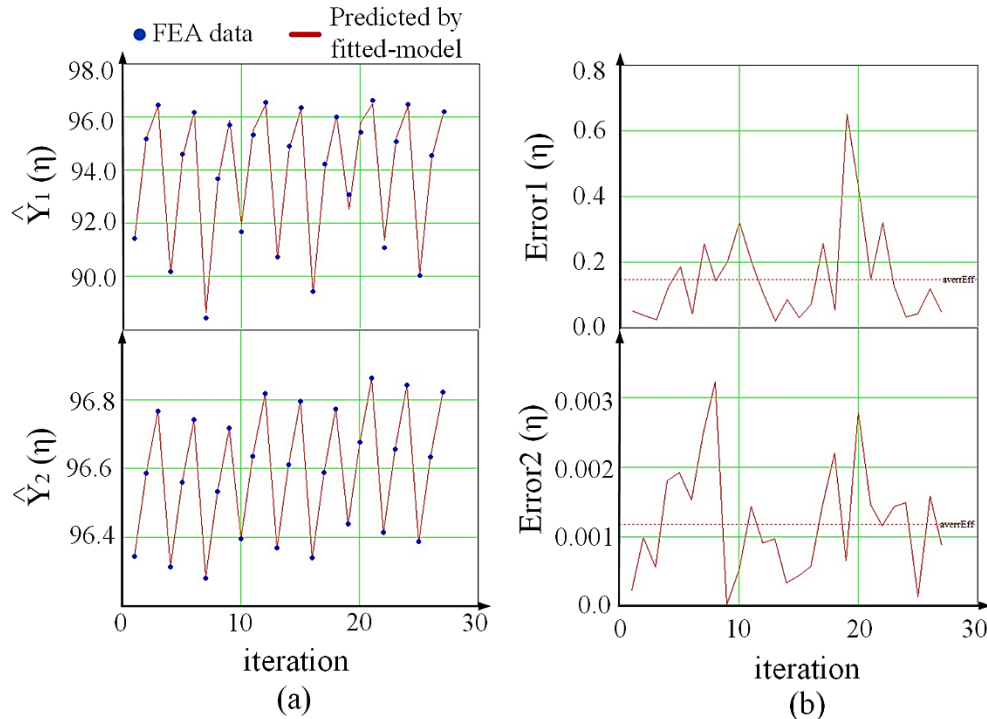 FEA data
Predicted by
fitted-model
98.0
96.0
94.0
92.0
90.0
Ŷ1 (η)
96.8
96.6
96.4
Ŷ2 (η)
0 10 20 30
iteration
(a)
0.8
0.6
0.4
0.2
0.0
Error1 (η)
averrEff
0.003
0.002
0.001
0.0
Error2 (η)
averrEff
0 10 20 30
iteration
(b)